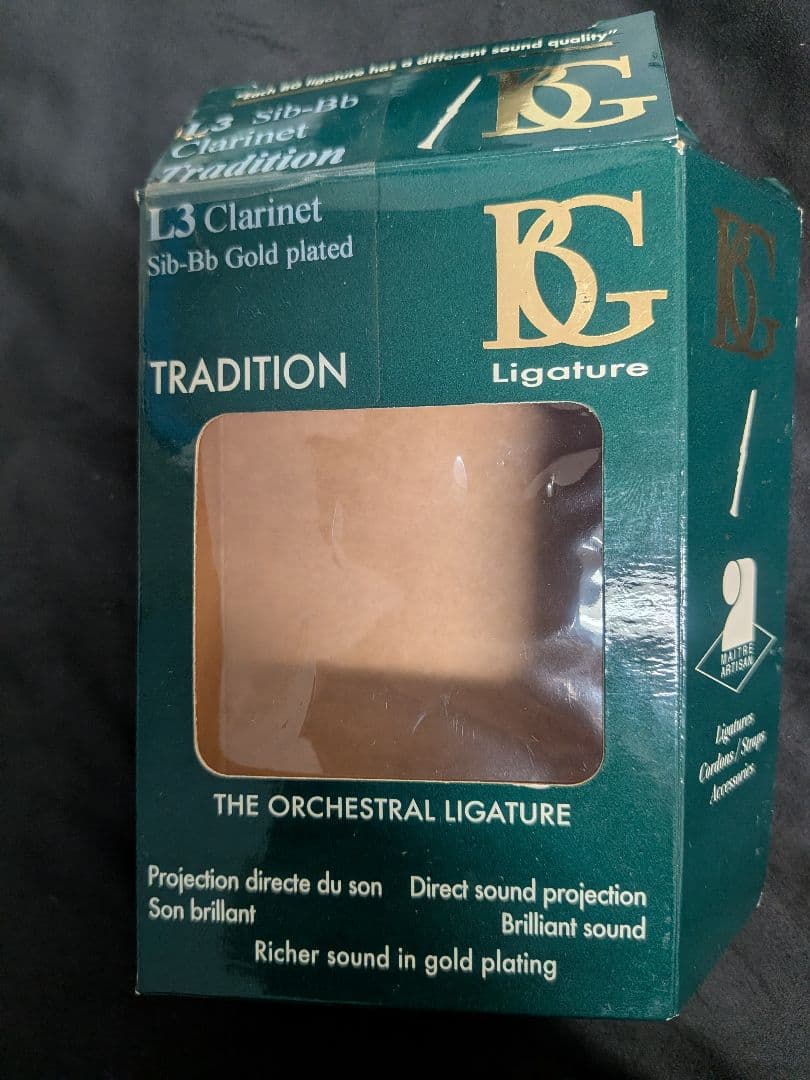 "Each BG ligature has a different sound quality"
L3 Sib-Bb
Clarinet
Tradition
BG
L3 Clarinet
Sib-Bb Gold plated
BG
Ligature
TRADITION
THE ORCHESTRAL LIGATURE
Projection directe du son
Son brillant
Direct sound projection
Brilliant sound
Richer sound in gold plating
BG
MAITRE
ARTISAN
Ligatures
Cordons / Straps
Accessories